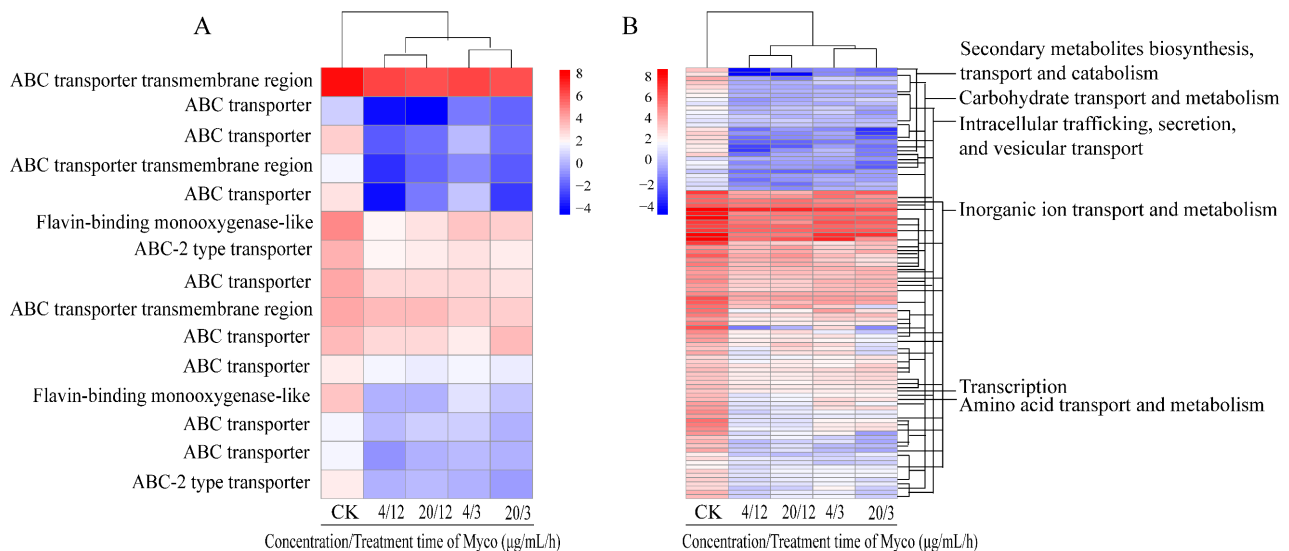 A
ABC transporter transmembrane region
ABC transporter
ABC transporter
ABC transporter transmembrane region
ABC transporter
Flavin-binding monooxygenase-like
ABC-2 type transporter
ABC transporter
ABC transporter transmembrane region
ABC transporter
ABC transporter
Flavin-binding monooxygenase-like
ABC transporter
ABC transporter
ABC-2 type transporter
8
6
4
2
0
−2
−4
CK 4/12 20/12 4/3 20/3
Concentration/Treatment time of Myco (μg/mL/h)
B
8
6
4
2
0
−2
−4
Secondary metabolites biosynthesis,
transport and catabolism
Carbohydrate transport and metabolism
Intracellular trafficking, secretion,
and vesicular transport
Inorganic ion transport and metabolism
Transcription
Amino acid transport and metabolism
CK 4/12 20/12 4/3 20/3
Concentration/Treatment time of Myco (μg/mL/h)